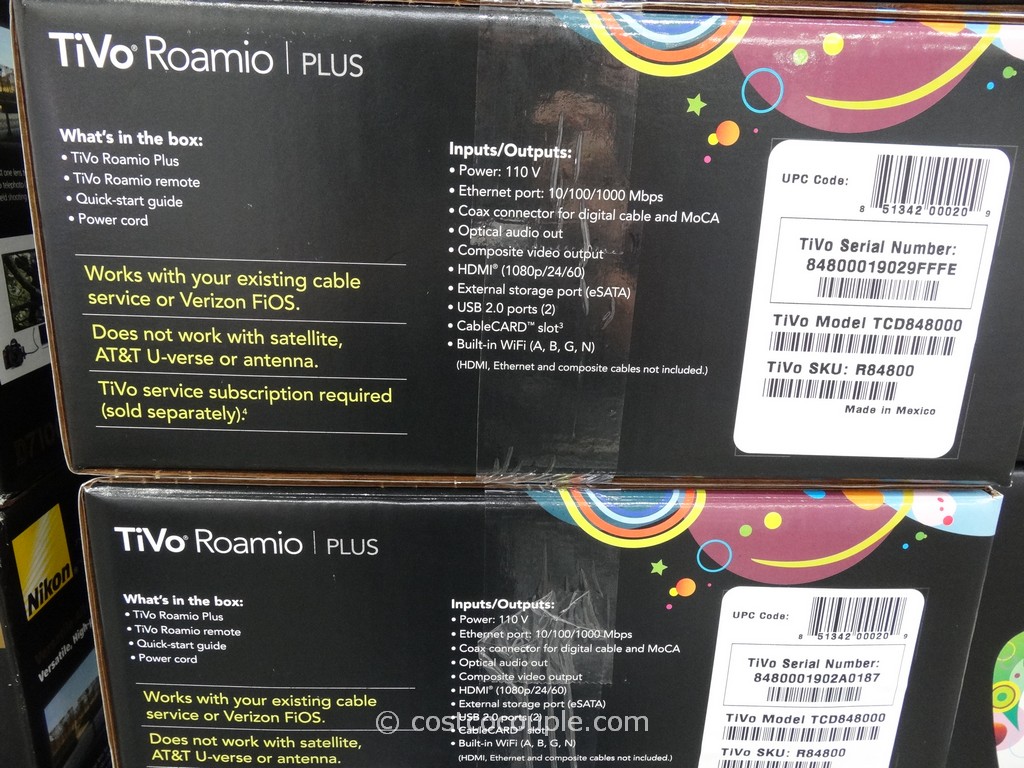 TiVo® Roamio | PLUS
What's in the box:
• TiVo Roamio Plus
• TiVo Roamio remote
• Quick-start guide
• Power cord
Works with your existing cable
service or Verizon FiOS.
Does not work with satellite,
AT&T U-verse or antenna.
TiVo service subscription required
(sold separately).⁴
Inputs/Outputs:
• Power: 110 V
• Ethernet port: 10/100/1000 Mbps
• Coax connector for digital cable and MoCA
• Optical audio out
• Composite video output
• HDMI® (1080p/24/60)
• External storage port (eSATA)
• USB 2.0 ports (2)
• CableCARD™ slot³
• Built-in WiFi (A, B, G, N)
(HDMI, Ethernet and composite cables not included.)
UPC Code:
8 51342 00020 9
TiVo Serial Number:
84800019029FFFE
TiVo Model TCD848000
TiVo SKU: R84800
Made in Mexico
TiVo® Roamio | PLUS
What's in the box:
• TiVo Roamio Plus
• TiVo Roamio remote
• Quick-start guide
• Power cord
Works with your existing cable
service or Verizon FiOS.
Does not work with satellite,
AT&T U-verse or antenna.
Inputs/Outputs:
• Power: 110 V
• Ethernet port: 10/100/1000 Mbps
• Coax connector for digital cable and MoCA
• Optical audio out
• Composite video output
• HDMI® (1080p/24/60)
• External storage port (eSATA)
• USB 2.0 ports (2)
• CableCARD™ slot
• Built-in WiFi (A, B, G, N)
(HDMI, Ethernet and composite cables not included.)
UPC Code:
8 51342 00020 9
TiVo Serial Number:
8480001902A0187
TiVo Model TCD848000
TiVo SKU: R84800
Nikon
Versatile,
© costcocouple.com